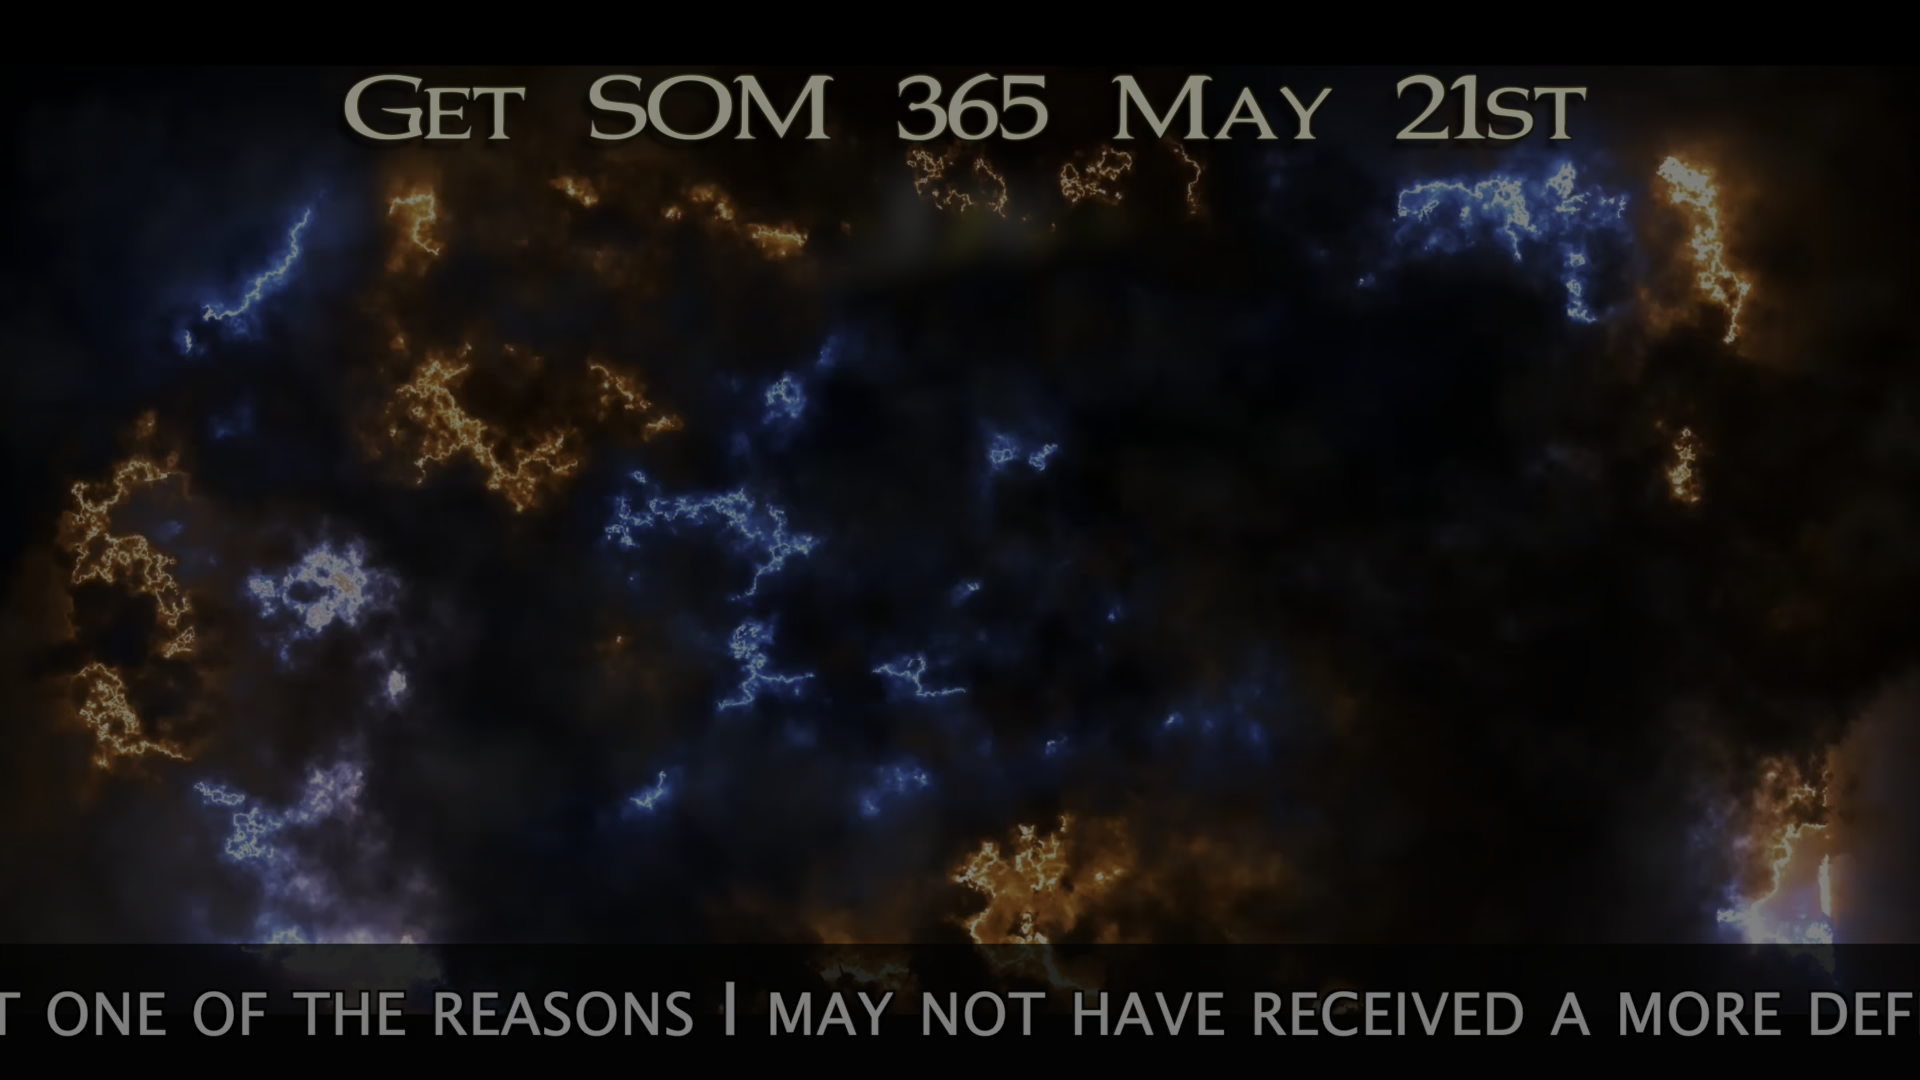 Get SOM 365 May 21st
ONE OF THE REASONS I MAY NOT HAVE RECEIVED A MORE